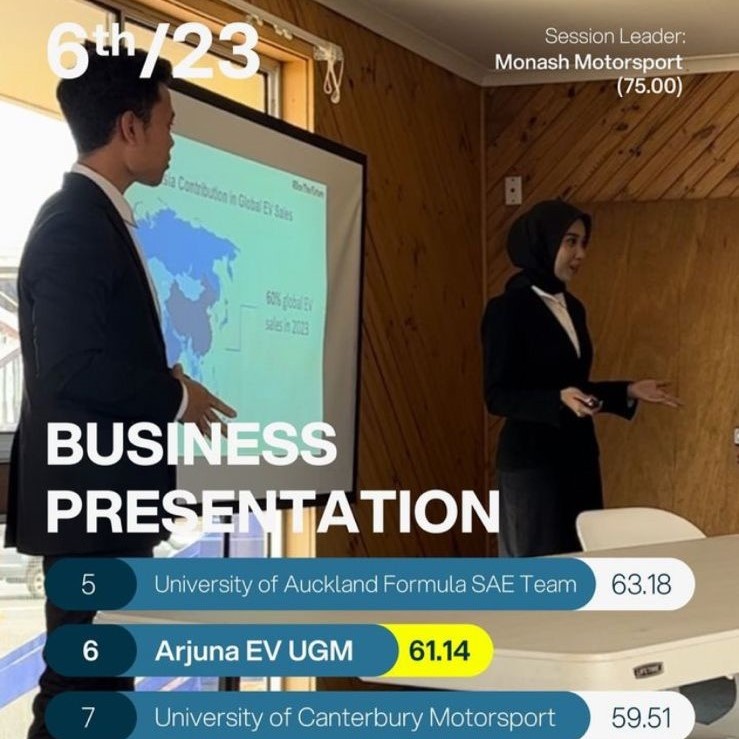 6th/23
Session Leader:
Monash Motorsport
(75.00)
sia Contribution in Global EV Sales
60% global EV
sales in 2023
BUSINESS
PRESENTATION
5 University of Auckland Formula SAE Team 63.18
6 Arjuna EV UGM 61.14
7 University of Canterbury Motorsport 59.51
LIFETIME